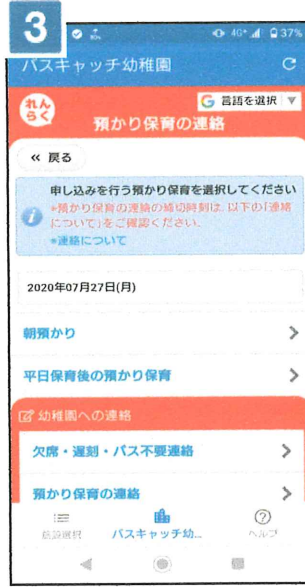 3
4G+ 37%
バスキャッチ幼稚園
れんらく
G 言語を選択 ▼
預かり保育の連絡
« 戻る
申し込みを行う預かり保育を選択してください
*預かり保育の連絡の締切時刻は、以下の「連絡
について」をご確認ください。
*連絡について
2020年07月27日(月)
朝預かり
平日保育後の預かり保育
幼稚園への連絡
欠席・遅刻・バス不要連絡
預かり保育の連絡
施設選択 バスキャッチ幼... ヘルプ